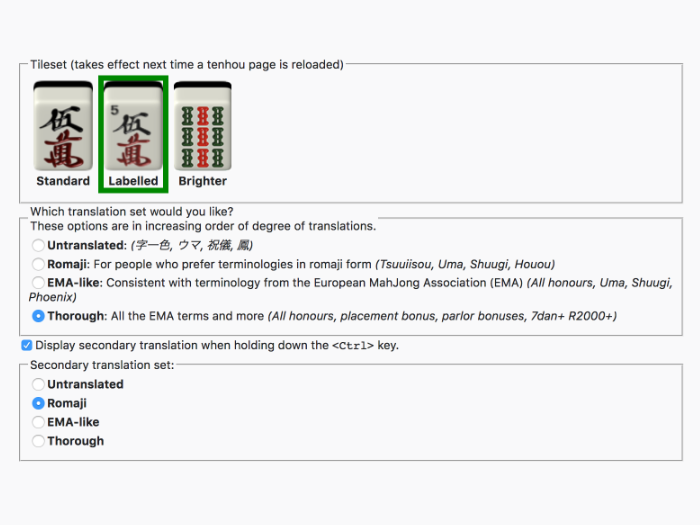 Tileset (takes effect next time a tenhou page is reloaded)
伍萬
5 伍萬
Standard Labelled Brighter
Which translation set would you like?
These options are in increasing order of degree of translations.
Untranslated: (字一色, ウマ, 祝儀, 鳳)
Romaji: For people who prefer terminologies in romaji form (Tsuuiisou, Uma, Shuugi, Houou)
EMA-like: Consistent with terminology from the European MahJong Association (EMA) (All honours, Uma, Shuugi,
Phoenix)
Thorough: All the EMA terms and more (All honours, placement bonus, parlor bonuses, 7dan+ R2000+)
Display secondary translation when holding down the <Ctrl> key.
Secondary translation set:
Untranslated
Romaji
EMA-like
Thorough